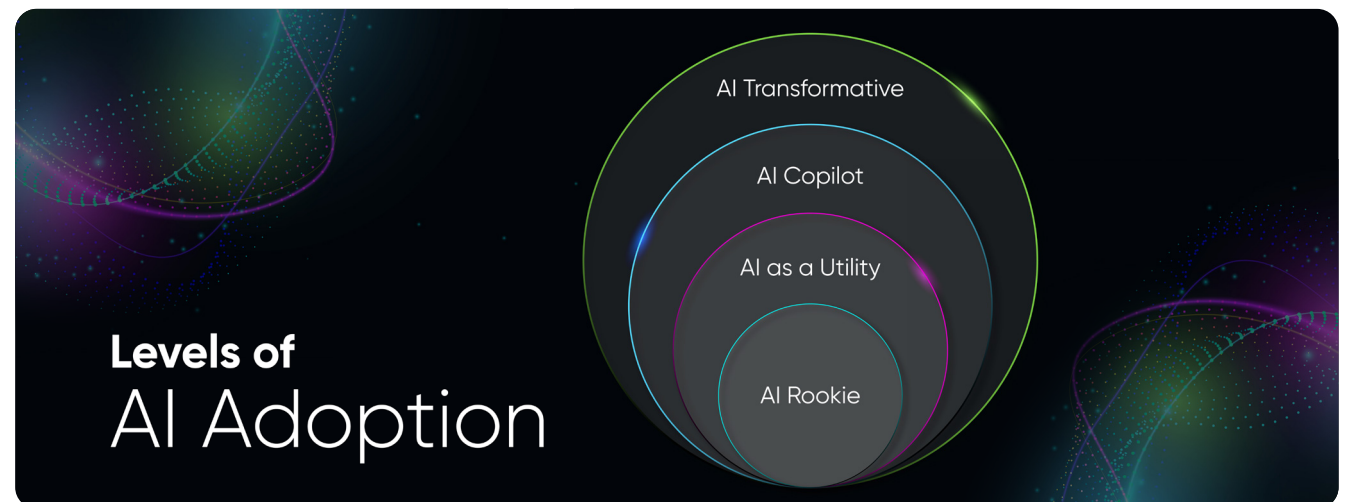 Levels of
AI Adoption
AI Transformative
AI Copilot
AI as a Utility
AI Rookie